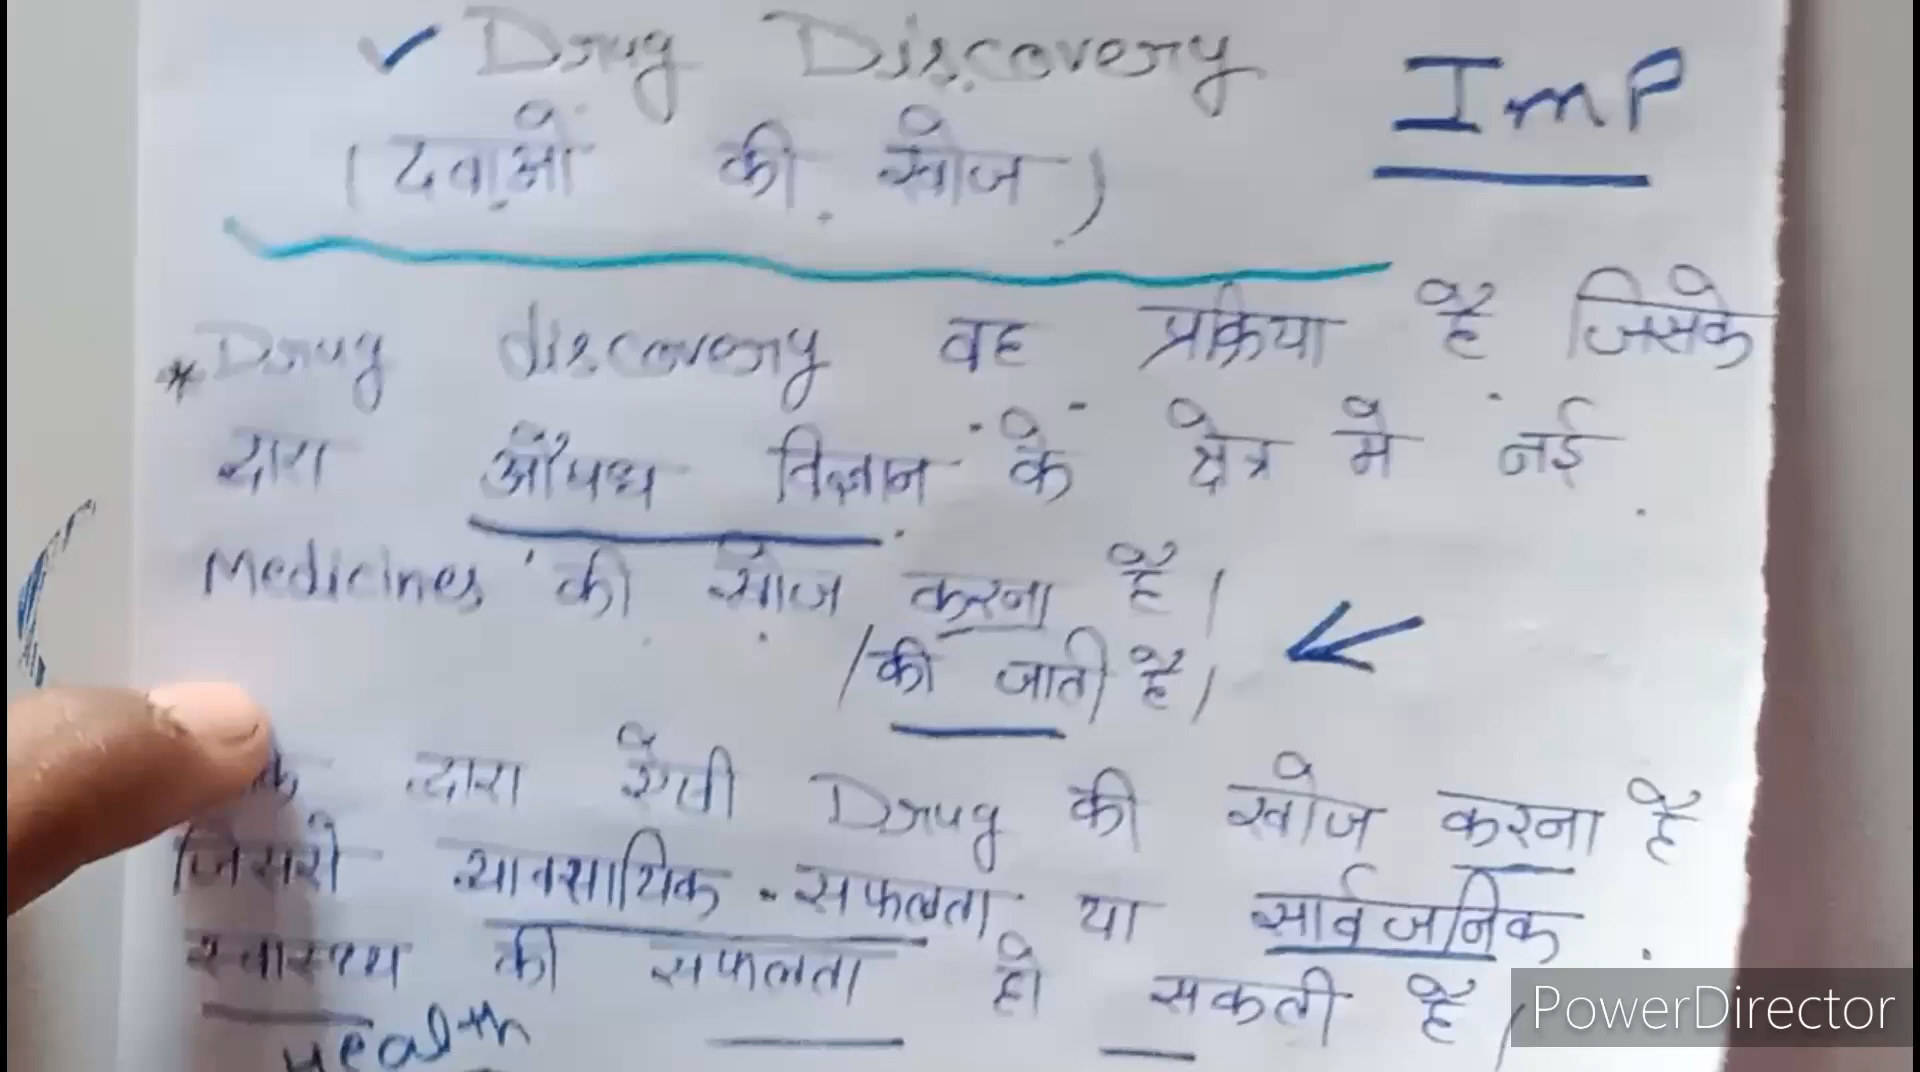 ✓ Drug Discovery
Imp
(दवाओं की खोज)
* Drug discovery वह प्रक्रिया है जिसके
द्वारा औषध विज्ञान के क्षेत्र मे नई
Medicines की खोज करना है।
/की जाती है।
द्वारा ऐसी Drug की खोज करना है
जिससे व्यावसायिक सफलता या सार्वजनिक
स्वास्थ्य की सफलता हो सकती है।
Health
PowerDirector